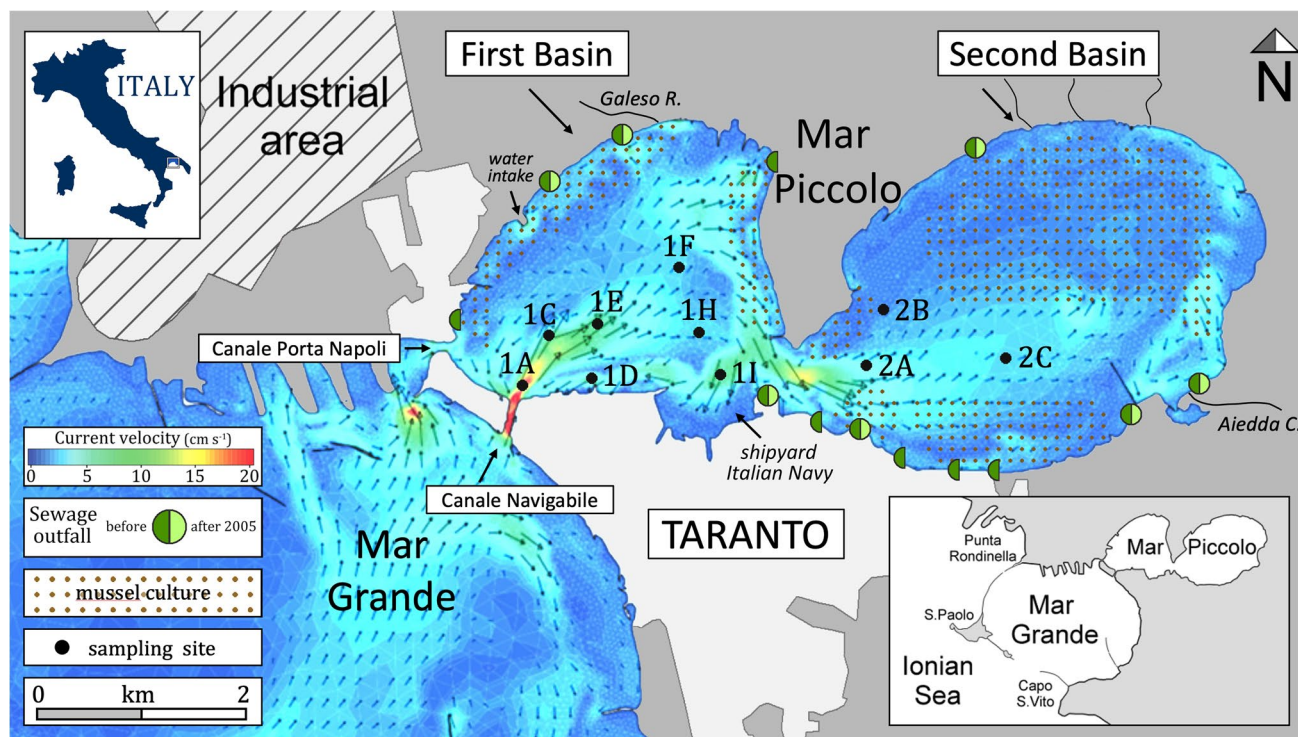 ITALY
Industrial
area
First Basin
Second Basin
N
Galeso R.
water
intake
Mar
Piccolo
1F
1E
1C
1H
2B
Canale Porta Napoli
1A
1D
1I
2A
2C
Aiedda C.
shipyard
Italian Navy
Canale Navigabile
TARANTO
Mar
Grande
Current velocity (cm s⁻¹)
0 5 10 15 20
Sewage
outfall
before
after 2005
mussel culture
sampling site
0 km 2
Punta
Rondinella
Mar Piccolo
S.Paolo
Mar
Grande
Ionian
Sea
Capo
S.Vito